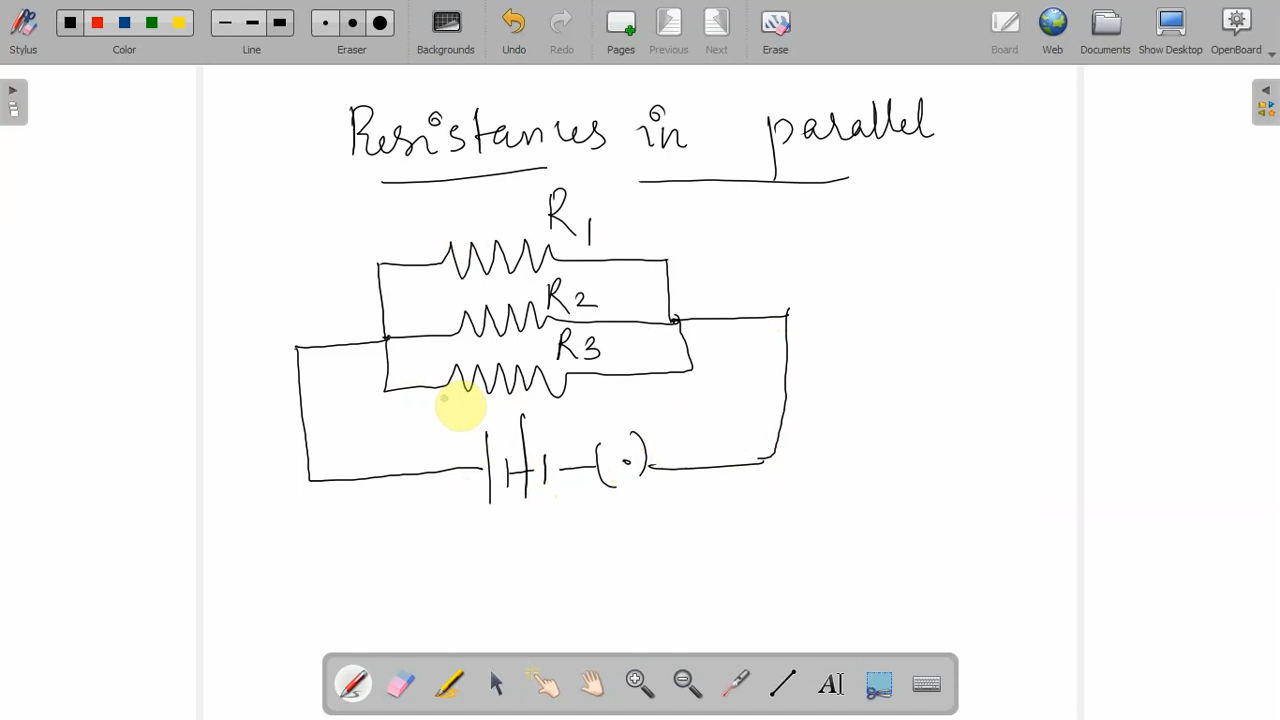 Stylus Color Line Eraser Backgrounds Undo Redo Pages Previous Next Erase Board Web Documents Show Desktop OpenBoard
Resistances in parallel
R1
R2
R3
AI